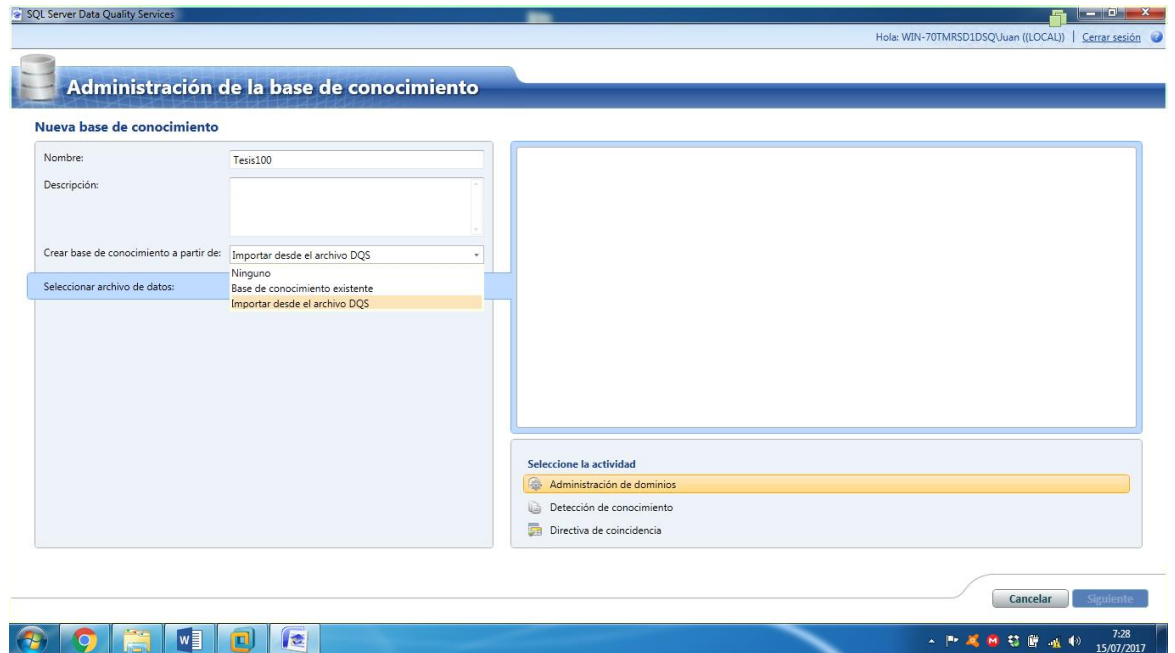 SQL Server Data Quality Services
Hola: WIN-70TMRSD1DSQ\Juan ((LOCAL)) | Cerrar sesión
Administración de la base de conocimiento
Nueva base de conocimiento
Nombre:
Tesis100
Descripción:
Crear base de conocimiento a partir de:
Importar desde el archivo DQS
Ninguno
Base de conocimiento existente
Importar desde el archivo DQS
Seleccionar archivo de datos:
Seleccione la actividad
Administración de dominios
Detección de conocimiento
Directiva de coincidencia
Cancelar
Siguiente
7:28
15/07/2017